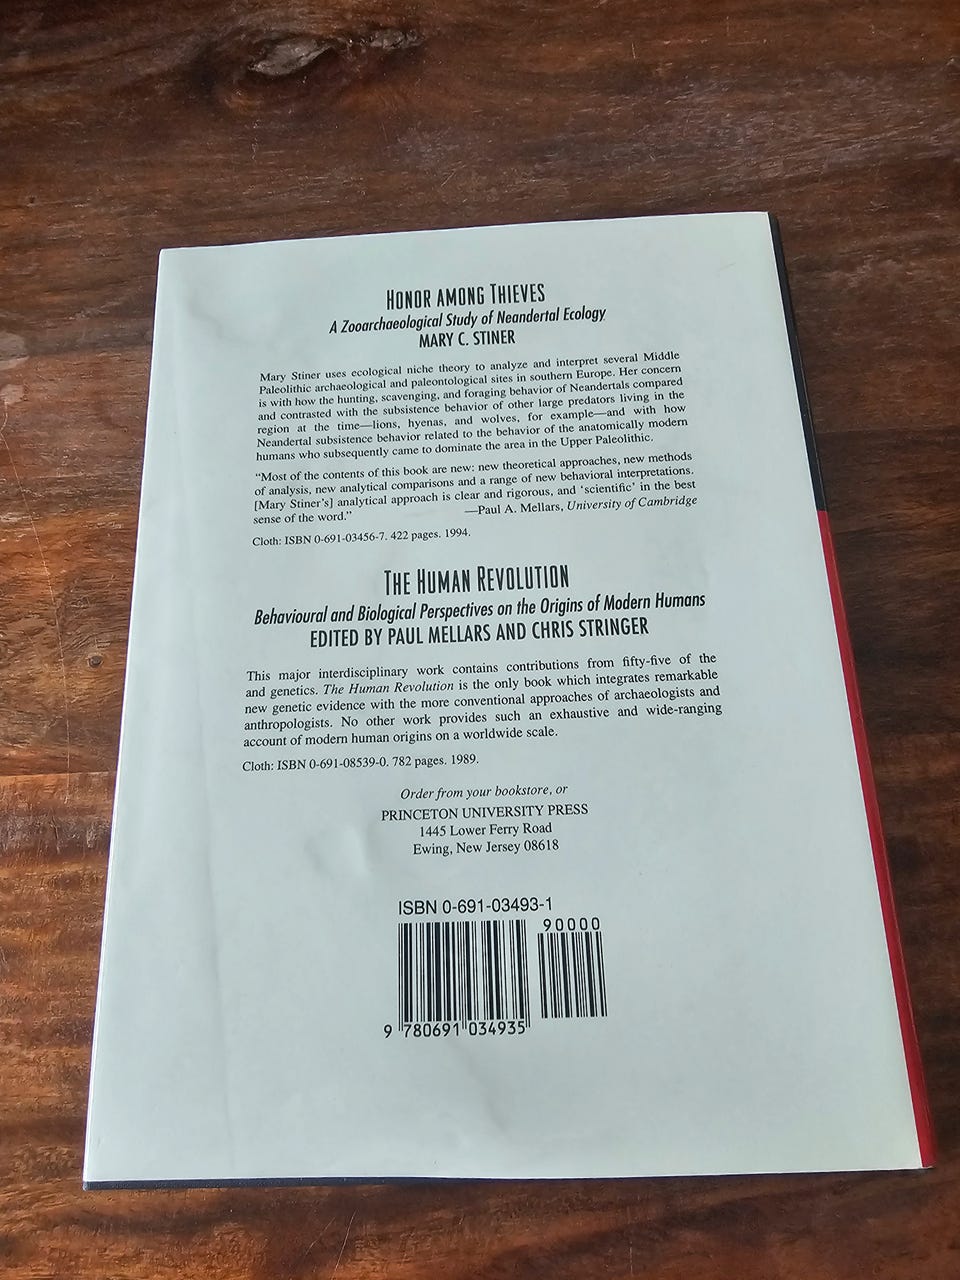 HONOR AMONG THIEVES
A Zooarchaeological Study of Neandertal Ecology
MARY C. STINER
Mary Stiner uses ecological niche theory to analyze and interpret several Middle
Paleolithic archaeological and paleontological sites in southern Europe. Her concern
is with how the hunting, scavenging, and foraging behavior of Neandertals compared
and contrasted with the subsistence behavior of other large predators living in the
region at the time—lions, hyenas, and wolves, for example—and with how
Neandertal subsistence behavior related to the behavior of the anatomically modern
humans who subsequently came to dominate the area in the Upper Paleolithic.
“Most of the contents of this book are new: new theoretical approaches, new methods
of analysis, new analytical comparisons and a range of new behavioral interpretations.
[Mary Stiner's] analytical approach is clear and rigorous, and ‘scientific’ in the best
sense of the word.” —Paul A. Mellars, University of Cambridge
Cloth: ISBN 0-691-03456-7. 422 pages. 1994.
THE HUMAN REVOLUTION
Behavioural and Biological Perspectives on the Origins of Modern Humans
EDITED BY PAUL MELLARS AND CHRIS STRINGER
This major interdisciplinary work contains contributions from fifty-five of the
and genetics. The Human Revolution is the only book which integrates remarkable
new genetic evidence with the more conventional approaches of archaeologists and
anthropologists. No other work provides such an exhaustive and wide-ranging
account of modern human origins on a worldwide scale.
Cloth: ISBN 0-691-08539-0. 782 pages. 1989.
Order from your bookstore, or
PRINCETON UNIVERSITY PRESS
1445 Lower Ferry Road
Ewing, New Jersey 08618
ISBN 0-691-03493-1
90000
9 780691 034935